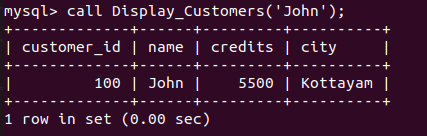 mysql> call Display_Customers('John');
+-------------+------+---------+----------+
| customer_id | name | credits | city     |
+-------------+------+---------+----------+
|         100 | John |    5500 | Kottayam |
+-------------+------+---------+----------+
1 row in set (0.00 sec)